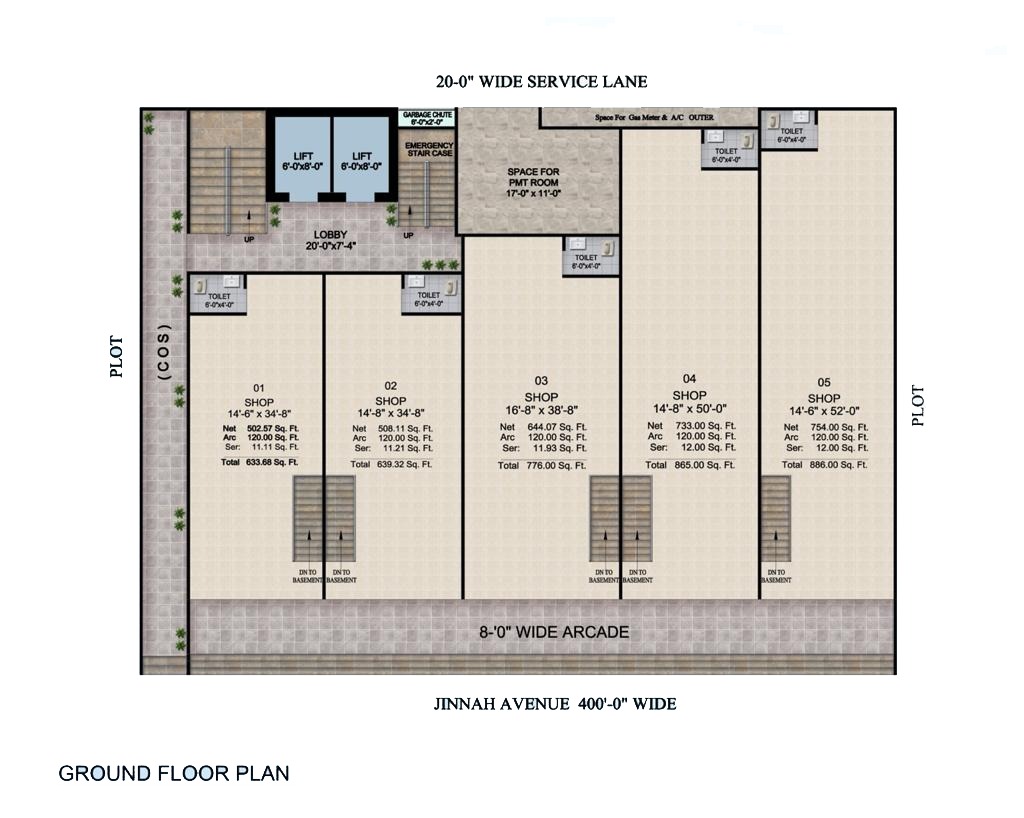 20-0" WIDE SERVICE LANE
GARBAGE CHUTE
6'-0"x2'-0"
Space For Gas Meter & A/C OUTER
EMERGENCY
STAIR CASE
LIFT
6'-0"x8'-0"
LIFT
6'-0"x8'-0"
SPACE FOR
PMT ROOM
17'-0" x 11'-0"
TOILET
6'-0"x4'-0"
TOILET
6'-0"x4'-0"
UP
LOBBY
20'-0"x7'-4"
UP
TOILET
6'-0"x4'-0"
TOILET
6'-0"x4'-0"
TOILET
6'-0"x4'-0"
PLOT
(COS)
01
SHOP
14'-6" x 34'-8"
Net 502.57 Sq. Ft.
Arc 120.00 Sq. Ft.
Ser: 11.11 Sq. Ft.
Total 633.68 Sq. Ft.
02
SHOP
14'-8" x 34'-8"
Net 508.11 Sq. Ft.
Arc 120.00 Sq. Ft.
Ser: 11.21 Sq. Ft.
Total 639.32 Sq. Ft.
03
SHOP
16'-8" x 38'-8"
Net 644.07 Sq. Ft.
Arc 120.00 Sq. Ft.
Ser: 11.93 Sq. Ft.
Total 776.00 Sq. Ft.
04
SHOP
14'-8" x 50'-0"
Net 733.00 Sq. Ft.
Arc 120.00 Sq. Ft.
Ser: 12.00 Sq. Ft.
Total 865.00 Sq. Ft.
05
SHOP
14'-6" x 52'-0"
Net 754.00 Sq. Ft.
Arc 120.00 Sq. Ft.
Ser: 12.00 Sq. Ft.
Total 886.00 Sq. Ft.
PLOT
DN TO
BASEMENT
DN TO
BASEMENT
DN TO
BASEMENT
DN TO
BASEMENT
DN TO
BASEMENT
8-'0" WIDE ARCADE
JINNAH AVENUE 400'-0" WIDE
GROUND FLOOR PLAN